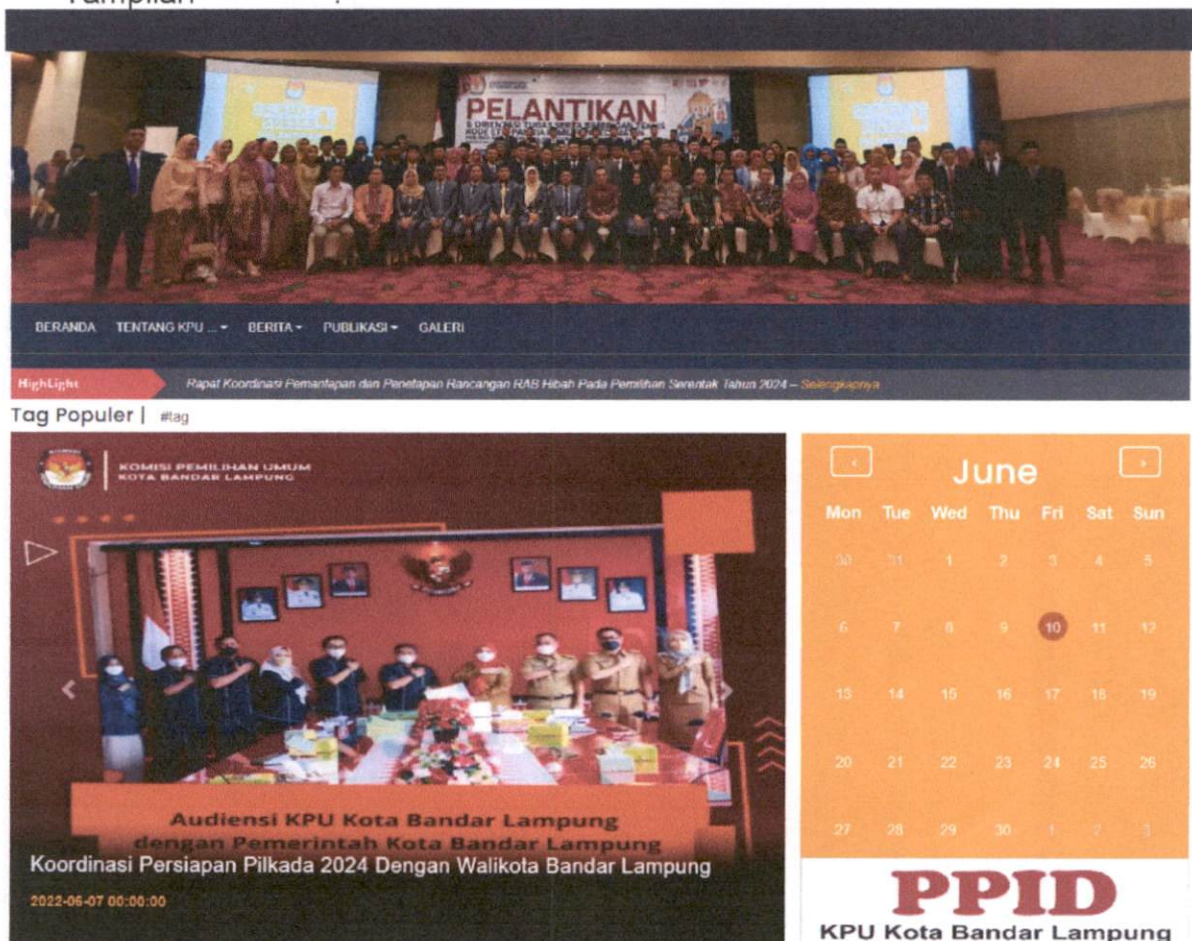 Tampilan
PELANTIKAN
BERANDA TENTANG KPU ... BERITA PUBLIKASI GALERI
HighLight
Rapat Koordinasi Pemantapan dan Penetapan Rancangan RAB Hibah Pada Pemilihan Serentak Tahun 2024 – Selengkapnya
Tag Populer | #tag
KOMISI PEMILIHAN UMUM
KOTA BANDAR LAMPUNG
Audiensi KPU Kota Bandar Lampung
dengan Pemerintah Kota Bandar Lampung
Koordinasi Persiapan Pilkada 2024 Dengan Walikota Bandar Lampung
2022-06-07 00:00:00
‹ June ›
Mon Tue Wed Thu Fri Sat Sun
30 31 1 2 3 4 5
6 7 8 9 10 11 12
13 14 15 16 17 18 19
20 21 22 23 24 25 26
27 28 29 30 1 2 3
PPID
KPU Kota Bandar Lampung